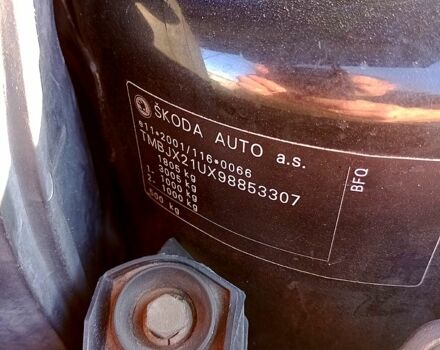 ŠKODA AUTO a.s.
e11*2001/116*0066
TMBJX21UX98853307
1805 kg
3005 kg
1- 1000 kg
2- 1000 kg
BFQ